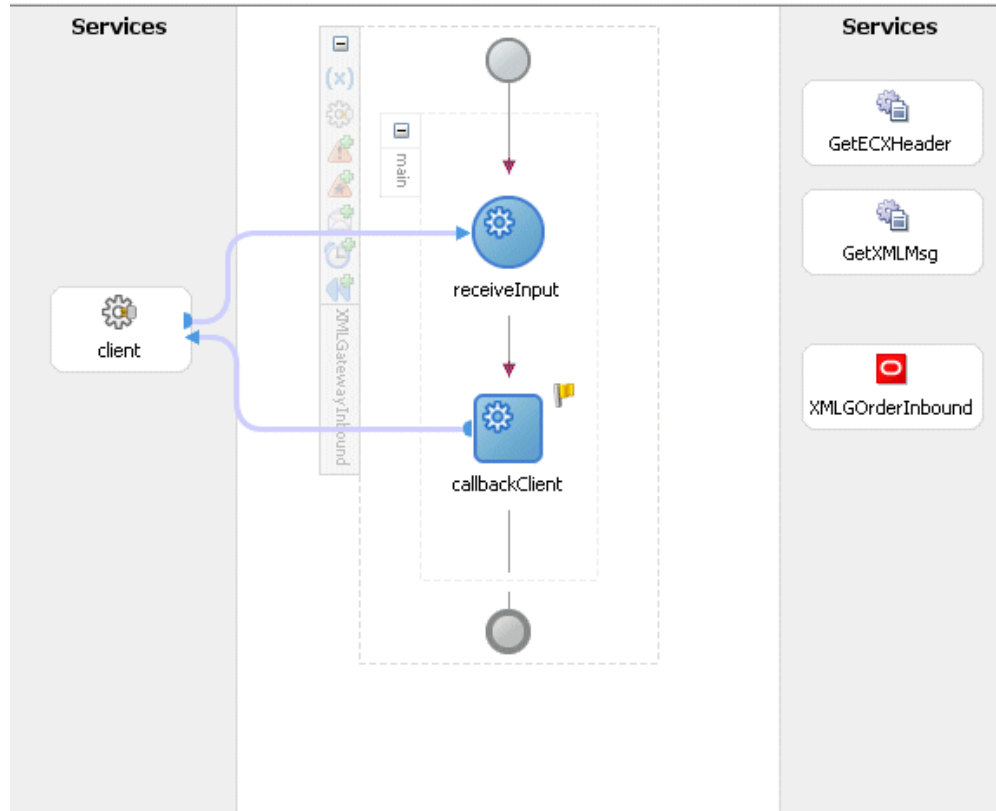 Services
Services
(x)
main
GetECXHeader
GetXMLMsg
receiveInput
client
XMLGatewayInbound
XMLGOrderInbound
callbackClient